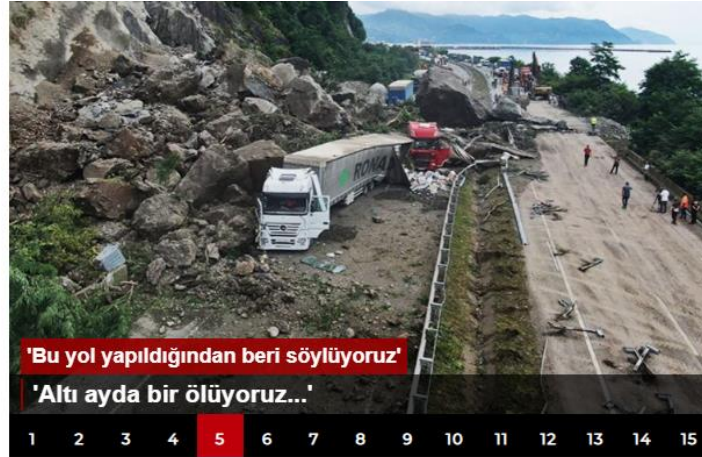 RONA
'Bu yol yapıldığından beri söylüyoruz'
'Altı ayda bir ölüyoruz...'
1 2 3 4 5 6 7 8 9 10 11 12 13 14 15